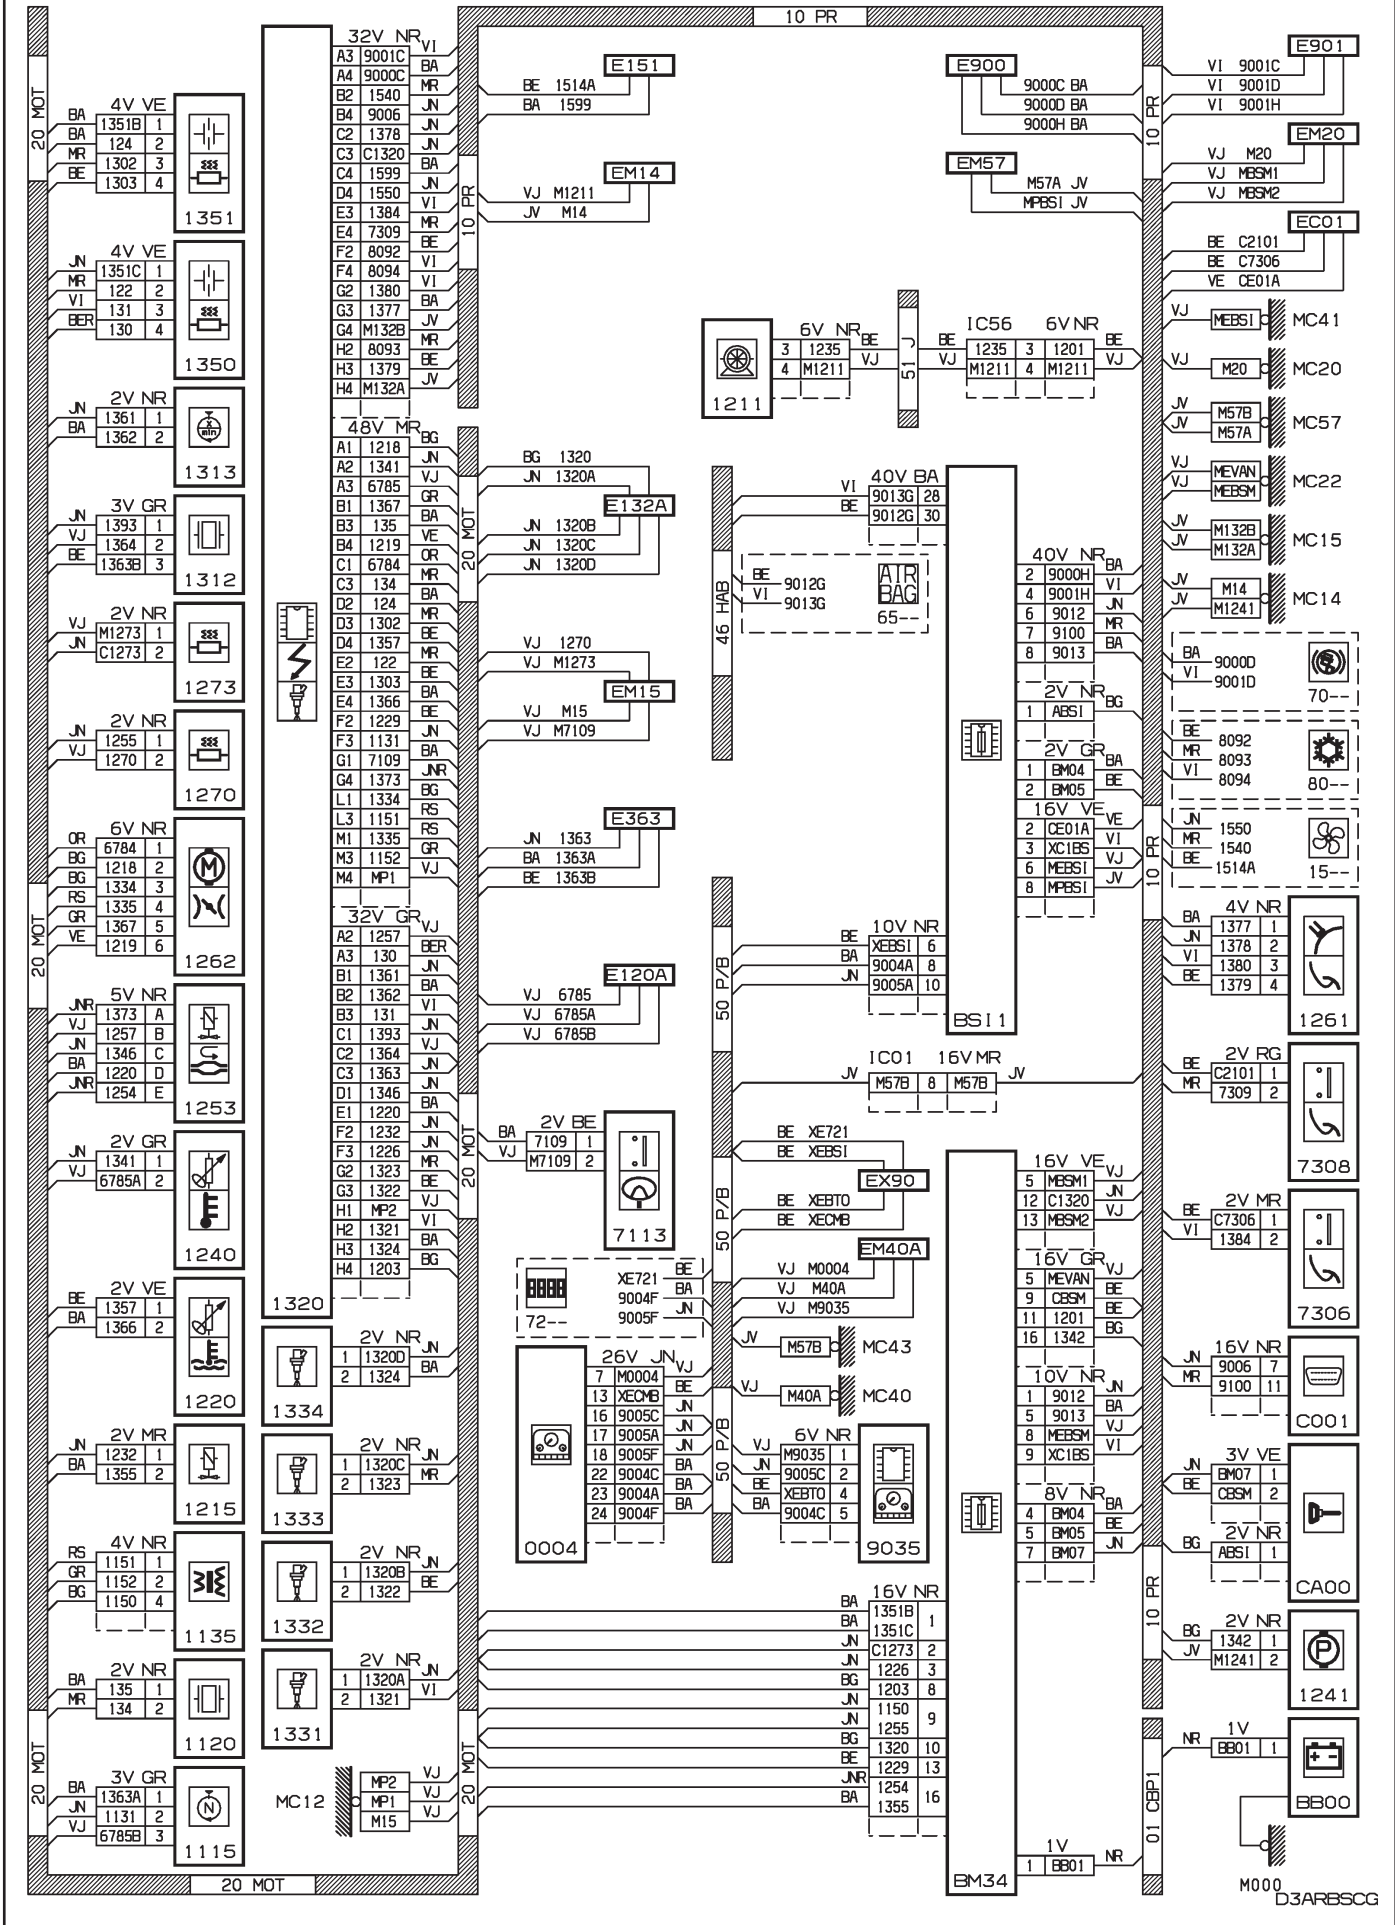 10 PR
20 MOT
4V VE
BA 1351B 1
BA 124 2
MR 1302 3
BE 1303 4
1351
4V VE
JN 1351C 1
MR 122 2
VI 131 3
BER 130 4
1350
2V NR
JN 1361 1
BA 1362 2
1313
3V GR
JN 1393 1
VJ 1364 2
BE 1363B 3
1312
2V NR
VJ M1273 1
JN C1273 2
1273
2V NR
JN 1255 1
VJ 1270 2
1270
6V NR
OR 6784 1
BG 1218 2
BG 1334 3
RS 1335 4
GR 1367 5
VE 1219 6
M
1262
20 MOT
5V NR
JNR 1373 A
VJ 1257 B
JN 1346 C
BA 1220 D
JNR 1254 E
1253
2V GR
JN 1341 1
VJ 6785A 2
1240
2V VE
BE 1357 1
BA 1366 2
1220
2V MR
JN 1232 1
BA 1355 2
1215
4V NR
RS 1151 1
GR 1152 2
BG 1150 4
1135
2V NR
BA 135 1
MR 134 2
1120
20 MOT
3V GR
BA 1363A 1
JN 1131 2
VJ 6785B 3
N
1115
20 MOT
32V NR
A3 9001C VI
A4 9000C BA
B2 1540 MR
B4 9006 JN
C2 1378 JN
C3 C1320 JN
C4 1599 BA
D4 1550 JN
E3 1384 VI
E4 7309 MR
F2 8092 BE
F4 8094 VI
G2 1380 VI
G3 1377 BA
G4 M132B JV
H2 8093 MR
H3 1379 BE
H4 M132A JV
48V MR
A1 1218 BG
A2 1341 JN
A3 6785 VJ
B1 1367 GR
B3 135 BA
B4 1219 VE
C1 6784 OR
C3 134 MR
D2 124 BA
D3 1302 MR
D4 1357 BE
E2 122 MR
E3 1303 BE
E4 1366 BA
F2 1229 BE
F3 1131 JN
G1 7109 BA
G4 1373 JNR
L1 1334 BG
L3 1151 RS
M1 1335 RS
M3 1152 GR
M4 MP1 VJ
32V GR
A2 1257 VJ
A3 130 BER
B1 1361 JN
B2 1362 BA
B3 131 VI
C1 1393 JN
C2 1364 VJ
C3 1363 JN
D1 1346 JN
E1 1220 BA
F2 1232 JN
F3 1226 JN
G2 1323 MR
G3 1322 BE
H1 MP2 VJ
H2 1321 VI
H3 1324 BA
H4 1203 BG
1320
2V NR
1 1320D JN
2 1324 BA
1334
2V NR
1 1320C JN
2 1323 MR
1333
2V NR
1 1320B JN
2 1322 BE
1332
2V NR
1 1320A JN
2 1321 VI
1331
MC12
MP2 VJ
MP1 VJ
M15 VJ
10 PR
20 MOT
20 MOT
20 MOT
E151
BE 1514A
BA 1599
EM14
VJ M1211
JV M14
BG 1320
JN 1320A
E132A
JN 1320B
JN 1320C
JN 1320D
VJ 1270
VJ M1273
EM15
VJ M15
VJ M7109
E363
JN 1363
BA 1363A
BE 1363B
E120A
VJ 6785
VJ 6785A
VJ 6785B
2V BE
BA 7109 1
VJ M7109 2
7113
XE721 BE
9004F BA
9005F JN
72--
26V JN
7 M0004 VJ
13 XECMB BE
16 9005C JN
17 9005A JN
18 9005F JN
22 9004C BA
23 9004A BA
24 9004F BA
0004
E900
9000C BA
9000D BA
9000H BA
EM57
M57A JV
MPBSI JV
1211
6V NR
3 1235 BE
4 M1211 VJ
51 J
IC56 6V NR
BE 1235 3 1201 BE
VJ M1211 4 M1211 VJ
46 HAB
40V BA
VI 9013G 28
BE 9012G 30
BE 9012G
VI 9013G
AIR
BAG
65--
40V NR
2 9000H BA
4 9001H VI
6 9012 JN
7 9100 MR
8 9013 BA
2V NR
1 ABSI BG
2V GR
1 BM04 BA
2 BM05 BE
16V VE
2 CE01A VE
3 XC1BS VI
6 MEBSI VJ
8 MPBSI JV
50 P/B
10V NR
BE XEBSI 6
BA 9004A 8
JN 9005A 10
BSI1
IC01 16V MR
JV M57B 8 M57B JV
50 P/B
BE XE721
BE XEBSI
EX90
BE XEBTO
BE XECMB
EM40A
VJ M0004
VJ M40A
VJ M9035
JV M57B MC43
VJ M40A MC40
50 P/B
6V NR
VJ M9035 1
JN 9005C 2
BE XEBTO 4
BA 9004C 5
9035
16V VE
5 MBSM1 VJ
12 C1320 JN
13 MBSM2 VJ
16V GR
5 MEVAN VJ
9 CBSM BE
11 1201 BE
16 1342 BG
10V NR
1 9012 JN
5 9013 BA
8 MEBSM VJ
9 XC1BS VI
8V NR
4 BM04 BA
5 BM05 BE
7 BM07 JN
16V NR
BA 1351B 1
BA 1351C
JN C1273 2
JN 1226 3
BG 1203 8
JN 1150 9
JN 1255
BG 1320 10
BE 1229 13
JNR 1254 16
BA 1355
1V
1 BB01 NR
BM34
10 PR
10 PR
10 PR
01 CBP1
E901
VI 9001C
VI 9001D
VI 9001H
EM20
VJ M20
VJ MBSM1
VJ MBSM2
EC01
BE C2101
BE C7306
VE CE01A
VJ MEBSI MC41
VJ M20 MC20
JV M57B
JV M57A
MC57
VJ MEVAN
VJ MEBSM
MC22
JV M132B
JV M132A
MC15
JV M14
JV M1241
MC14
BA 9000D
VI 9001D
70--
BE 8092
MR 8093
VI 8094
80--
JN 1550
MR 1540
BE 1514A
15--
4V NR
BA 1377 1
JN 1378 2
VI 1380 3
BE 1379 4
1261
2V RG
BE C2101 1
MR 7309 2
7308
2V MR
BE C7306 1
VI 1384 2
7306
16V NR
JN 9006 7
MR 9100 11
C001
3V VE
JN BM07 1
BE CBSM 2
2V NR
BG ABSI 1
CA00
2V NR
BG 1342 1
JV M1241 2
P
1241
1V
NR BB01 1
BB00
M000
D3ARBSCG